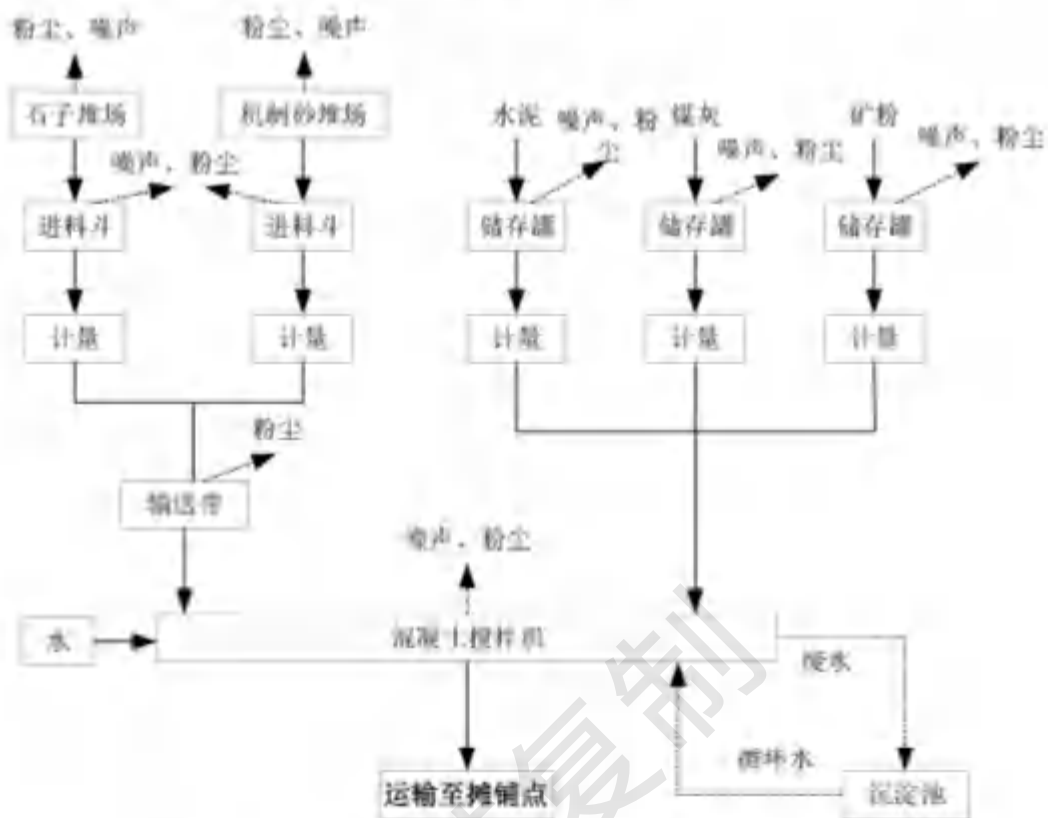 粉尘、噪声
粉尘、噪声
石子堆场
机制砂堆场
水泥
噪声、粉尘
煤灰
矿粉
噪声、粉尘
噪声、粉尘
噪声、粉尘
进料斗
进料斗
储存罐
储存罐
储存罐
计量
计量
计量
计量
计量
粉尘
输送带
噪声、粉尘
水
混凝土搅拌机
废水
循环水
运输至摊铺点
沉淀池
复制